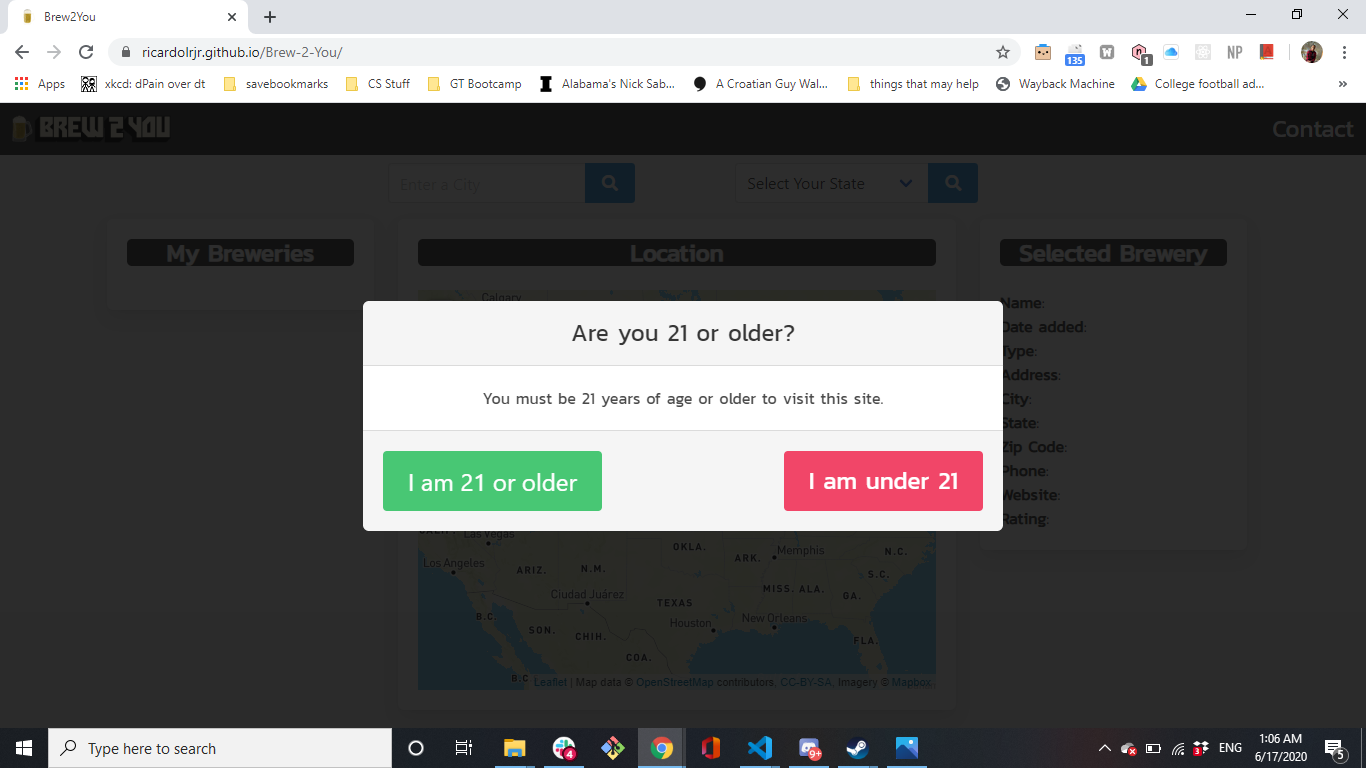 Brew2You
ricardolrjr.github.io/Brew-2-You/
135
W
1
NP
Apps
xkcd: dPain over dt
savebookmarks
CS Stuff
GT Bootcamp
Alabama's Nick Sab...
A Croatian Guy Wal...
things that may help
Wayback Machine
College football ad...
»
BREW 2 YOU
Contact
Enter a City
Select Your State
My Breweries
Location
Selected Brewery
Calgary
Name:
Date added:
Type:
Address:
City:
State:
Zip Code:
Phone:
Website:
Rating:
Are you 21 or older?
You must be 21 years of age or older to visit this site.
I am 21 or older
I am under 21
CALIF.
Las Vegas
OKLA.
Memphis
N.C.
Los Angeles
ARIZ.
N.M.
ARK.
S.C.
Ciudad Juárez
MISS.
ALA.
GA.
TEXAS
B.C.
SON.
CHIH.
Houston
New Orleans
FLA.
COA.
B.C
Leaflet | Map data © OpenStreetMap contributors, CC-BY-SA, Imagery © Mapbox
Type here to search
4
9+
3
ENG
1:06 AM
6/17/2020
5